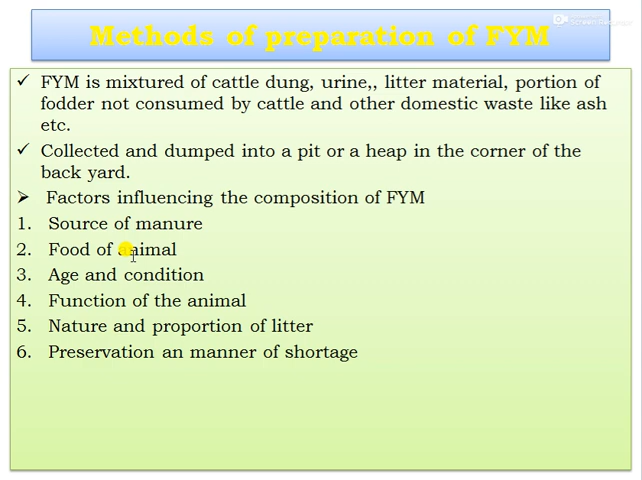 Methods of preparation of FYM
✓ FYM is mixtured of cattle dung, urine,, litter material, portion of
fodder not consumed by cattle and other domestic waste like ash
etc.
✓ Collected and dumped into a pit or a heap in the corner of the
back yard.
➢ Factors influencing the composition of FYM
1. Source of manure
2. Food of animal
3. Age and condition
4. Function of the animal
5. Nature and proportion of litter
6. Preservation an manner of shortage